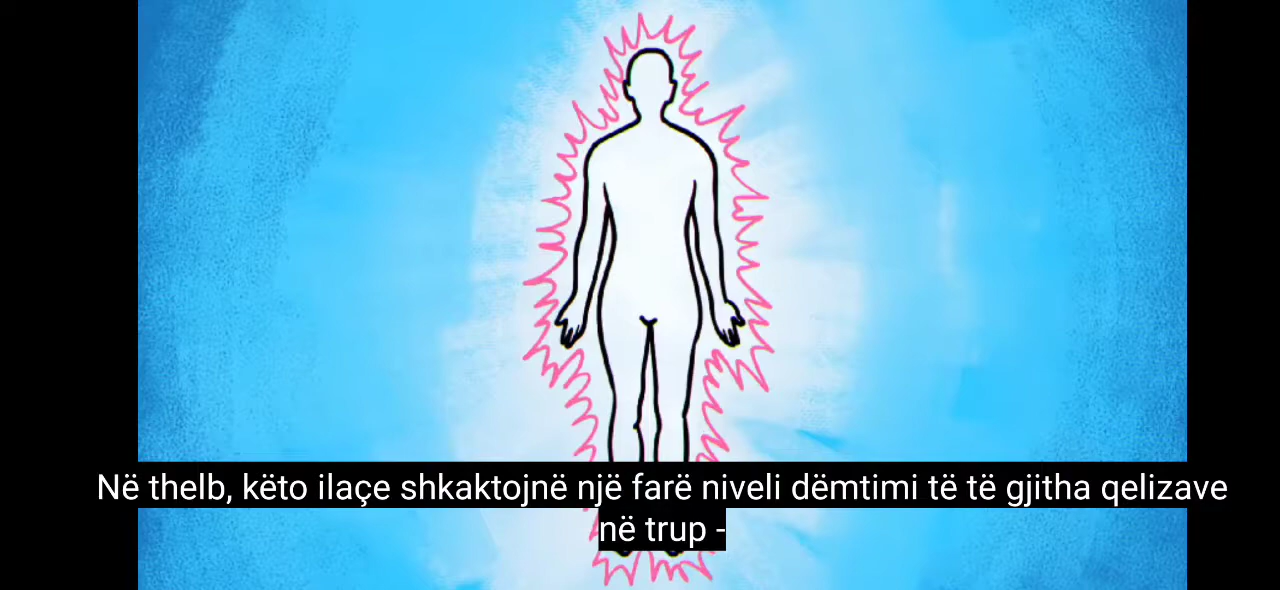 Në thelb, këto ilaçe shkaktojnë një farë niveli dëmtimi të të gjitha qelizave
në trup -